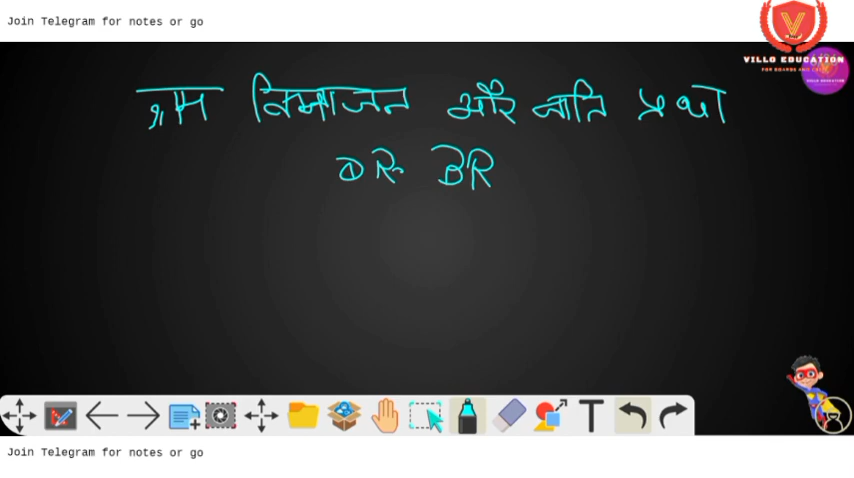 Join Telegram for notes or go
VILLO EDUCATION
श्रम विभाजन और जाति प्रथा
DR. BR
Join Telegram for notes or go